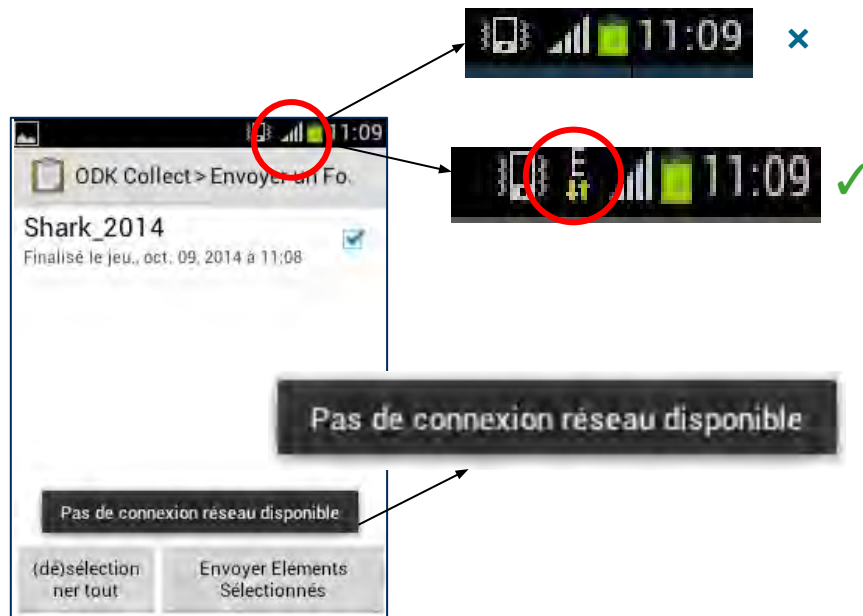 11:09
×
11:09
ODK Collect > Envoyer un Fo.
E
11:09
✓
Shark_2014
Finalisé le jeu., oct. 09, 2014 à 11:08
Pas de connexion réseau disponible
Pas de connexion réseau disponible
(dé)sélection
ner tout
Envoyer Eléments
Sélectionnés